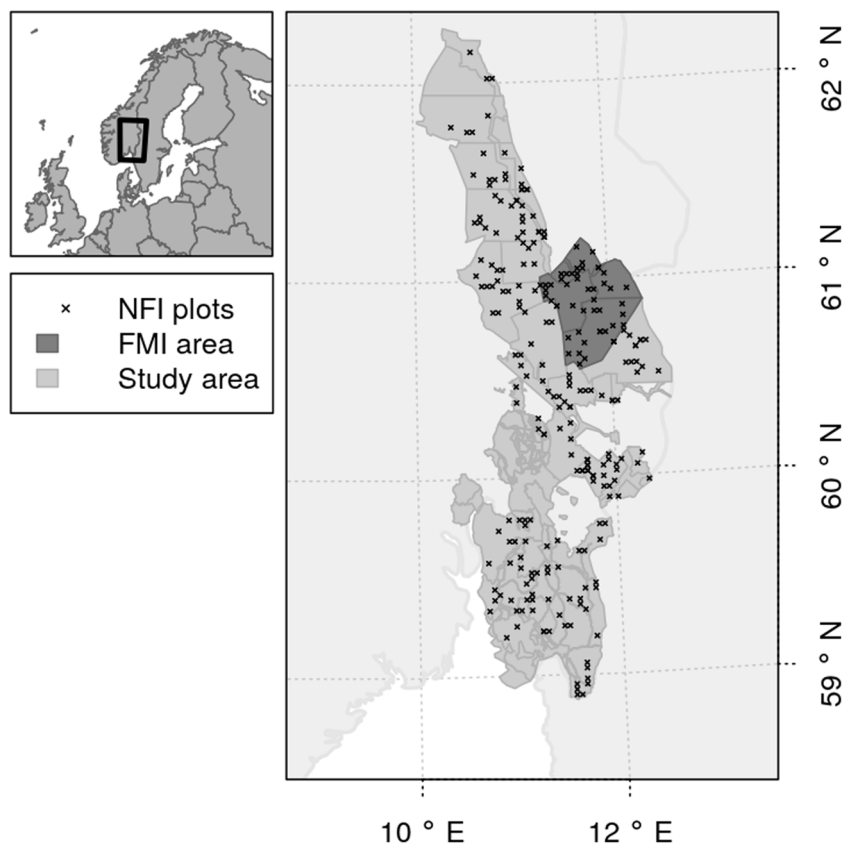 NFI plots
FMI area
Study area
62 ° N
61 ° N
60 ° N
59 ° N
10 ° E
12 ° E